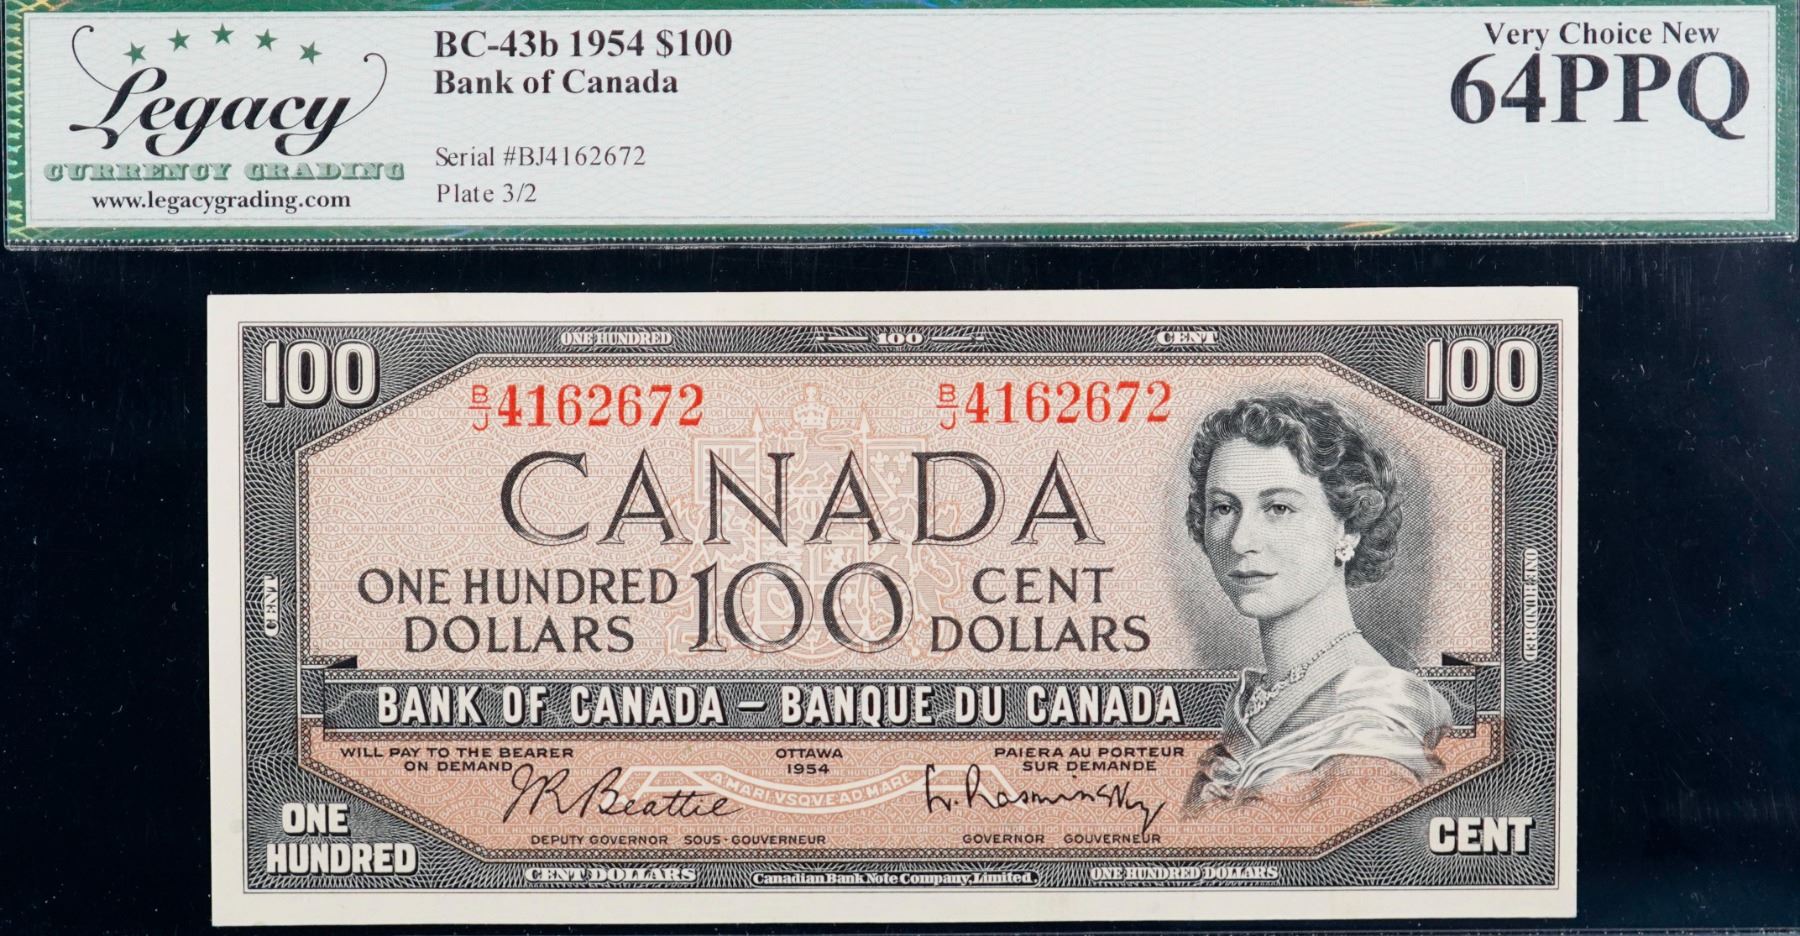 Legacy
CURRENCY GRADING
www.legacygrading.com
BC-43b 1954 $100
Bank of Canada
Serial #BJ4162672
Plate 3/2
Very Choice New
64PPQ
ONE HUNDRED 100 CENT
100 100
B/J 4162672 B/J 4162672
CANADA
ONE HUNDRED DOLLARS 100 CENT DOLLARS
CENT
ONE HUNDRED
BANK OF CANADA – BANQUE DU CANADA
WILL PAY TO THE BEARER
ON DEMAND
OTTAWA
1954
PAIERA AU PORTEUR
SUR DEMANDE
A MARI VSQVE AD MARE
J.R. Beattie
L. Rasminsky
DEPUTY GOVERNOR SOUS-GOUVERNEUR
GOVERNOR GOUVERNEUR
ONE
HUNDRED
CENT
CENT DOLLARS
Canadian Bank Note Company, Limited.
ONE HUNDRED DOLLARS